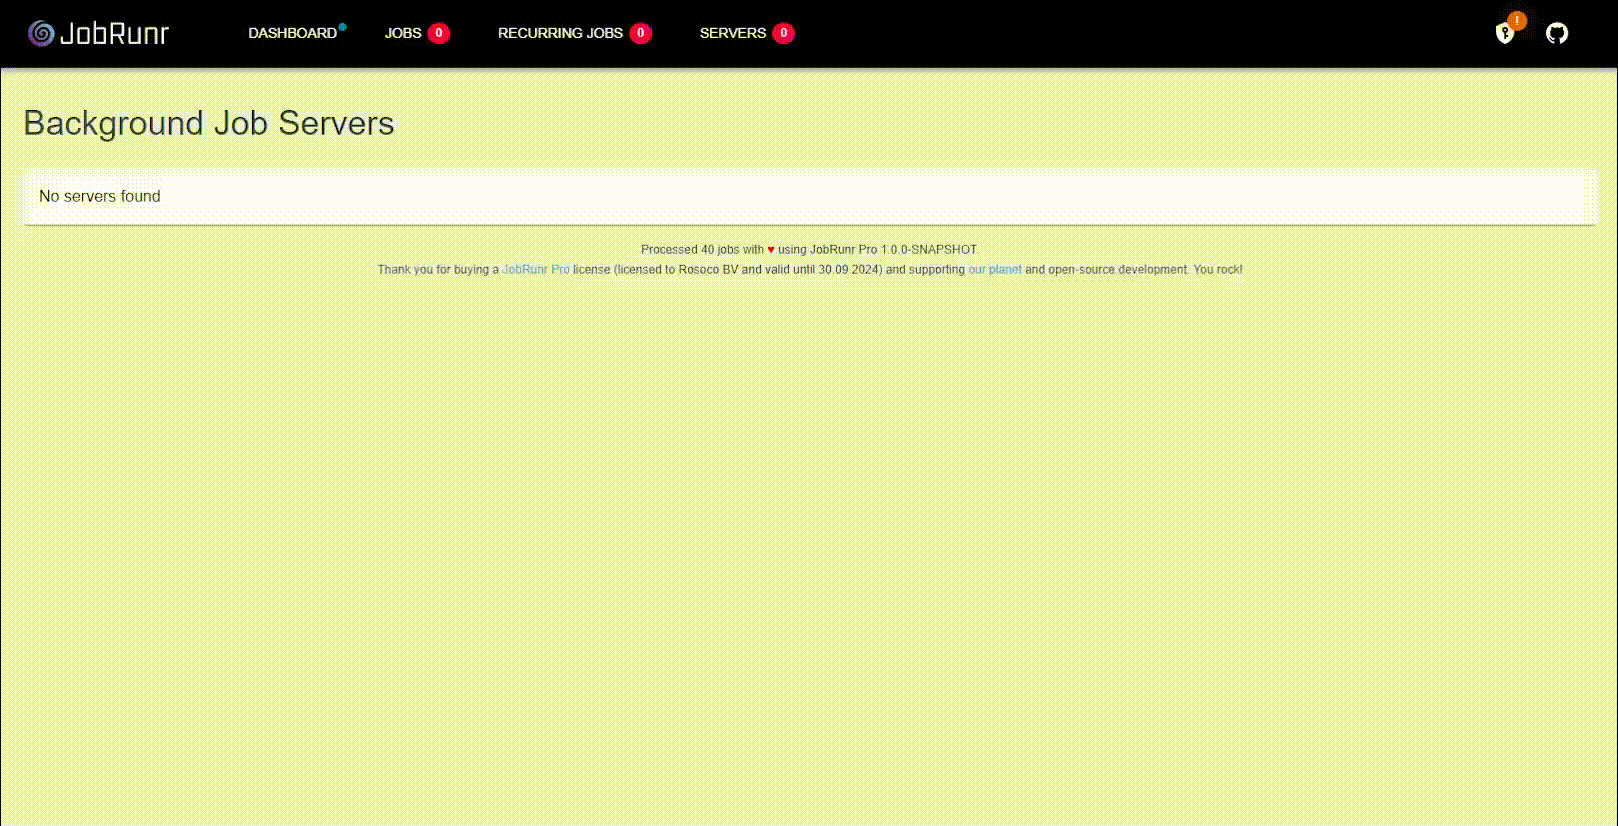 JobRunr
DASHBOARD JOBS 0 RECURRING JOBS 0 SERVERS 0 !
Background Job Servers
No servers found
Processed 40 jobs with ♥ using JobRunr Pro 1.0.0-SNAPSHOT.
Thank you for buying a JobRunr Pro license (licensed to Rosoco BV and valid until 30.09.2024) and supporting our planet and open-source development. You rock!